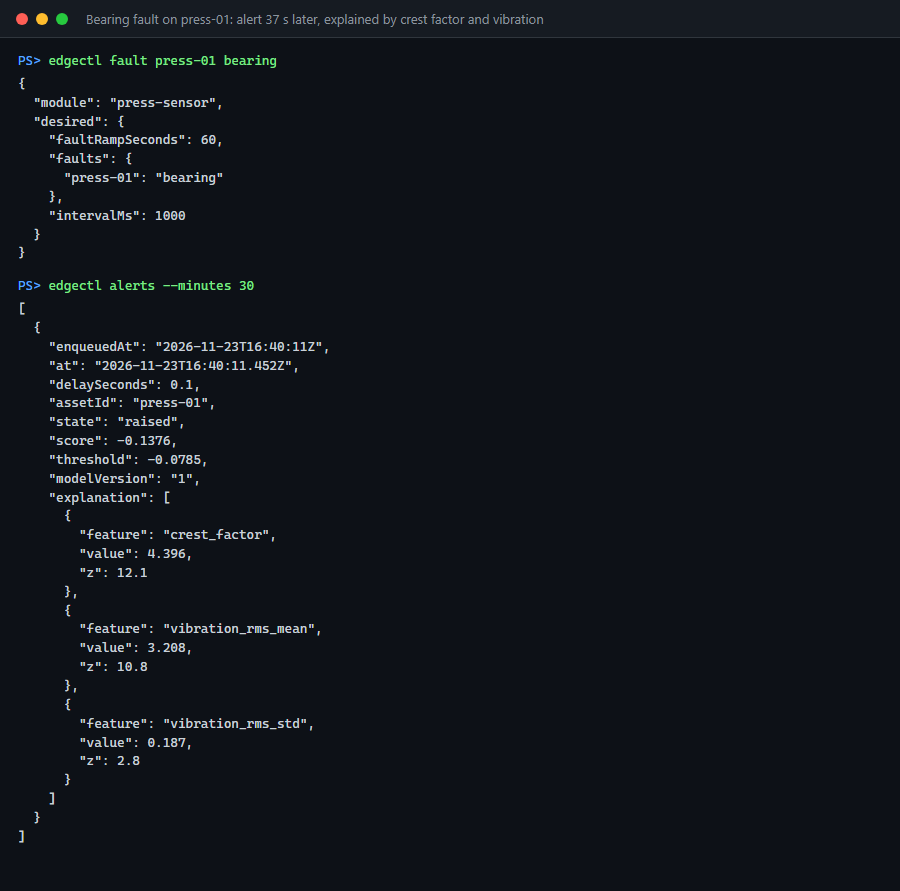 Bearing fault on press-01: alert 37 s later, explained by crest factor and vibration
PS> edgectl fault press-01 bearing
{
  "module": "press-sensor",
  "desired": {
    "faultRampSeconds": 60,
    "faults": {
      "press-01": "bearing"
    },
    "intervalMs": 1000
  }
}
PS> edgectl alerts --minutes 30
[
  {
    "enqueuedAt": "2026-11-23T16:40:11Z",
    "at": "2026-11-23T16:40:11.452Z",
    "delaySeconds": 0.1,
    "assetId": "press-01",
    "state": "raised",
    "score": -0.1376,
    "threshold": -0.0785,
    "modelVersion": "1",
    "explanation": [
      {
        "feature": "crest_factor",
        "value": 4.396,
        "z": 12.1
      },
      {
        "feature": "vibration_rms_mean",
        "value": 3.208,
        "z": 10.8
      },
      {
        "feature": "vibration_rms_std",
        "value": 0.187,
        "z": 2.8
      }
    ]
  }
]